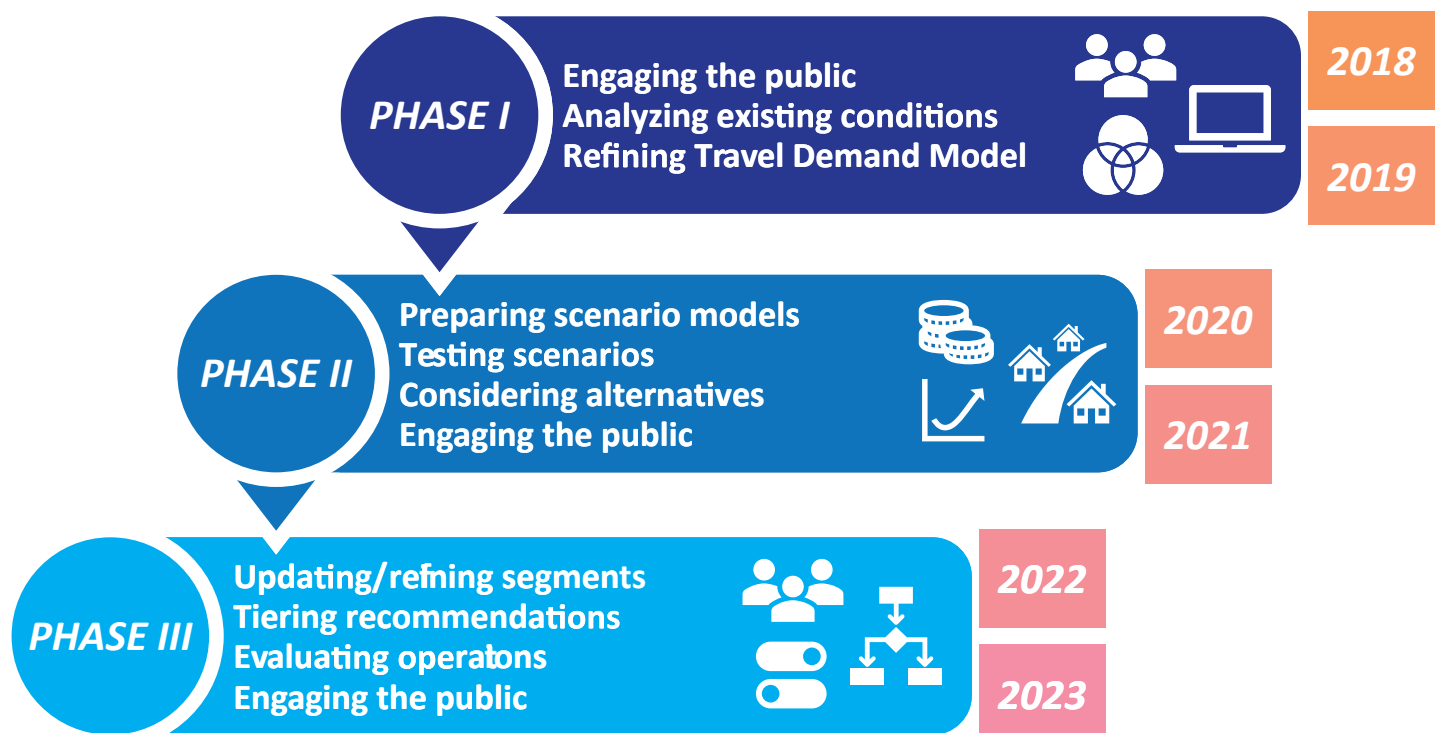 PHASE I
Engaging the public
Analyzing existing conditions
Refining Travel Demand Model
2018
2019
PHASE II
Preparing scenario models
Testing scenarios
Considering alternatives
Engaging the public
2020
2021
PHASE III
Updating/refining segments
Tiering recommendations
Evaluating operatons
Engaging the public
2022
2023